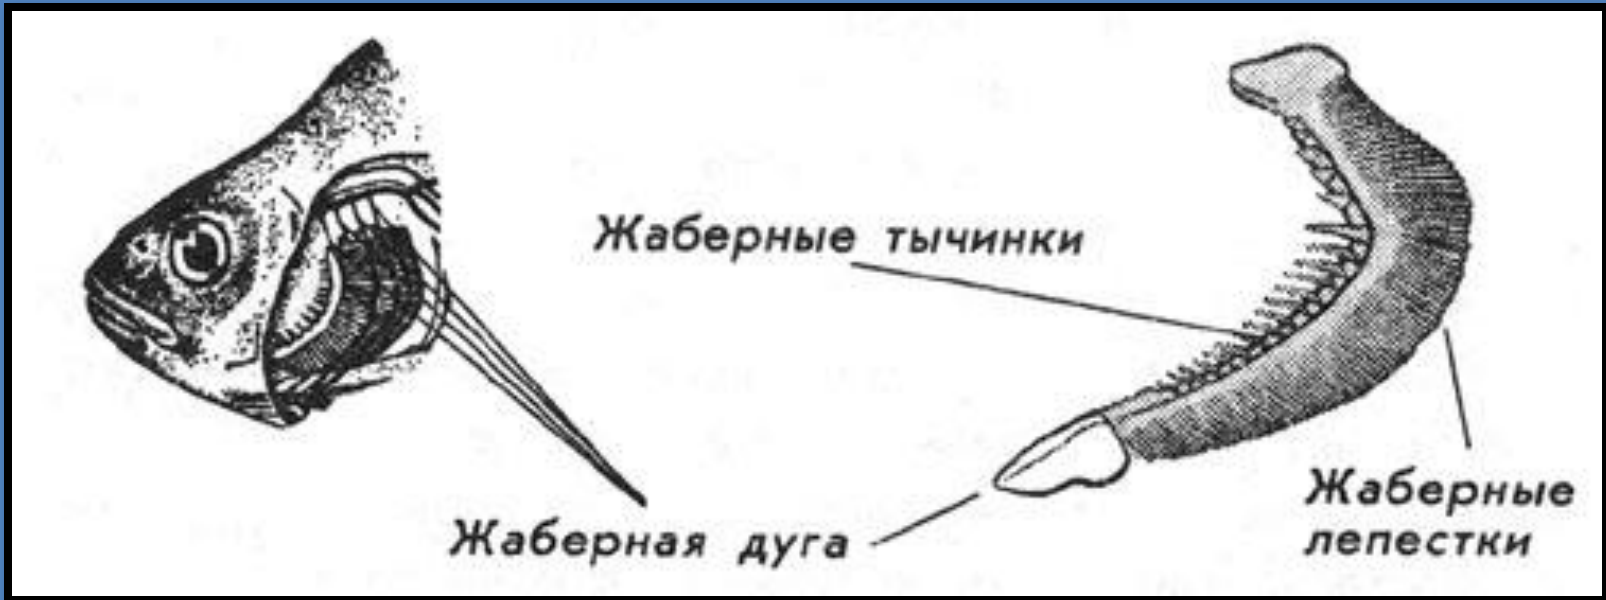 Жаберные тычинки
Жаберная дуга
Жаберные
лепестки